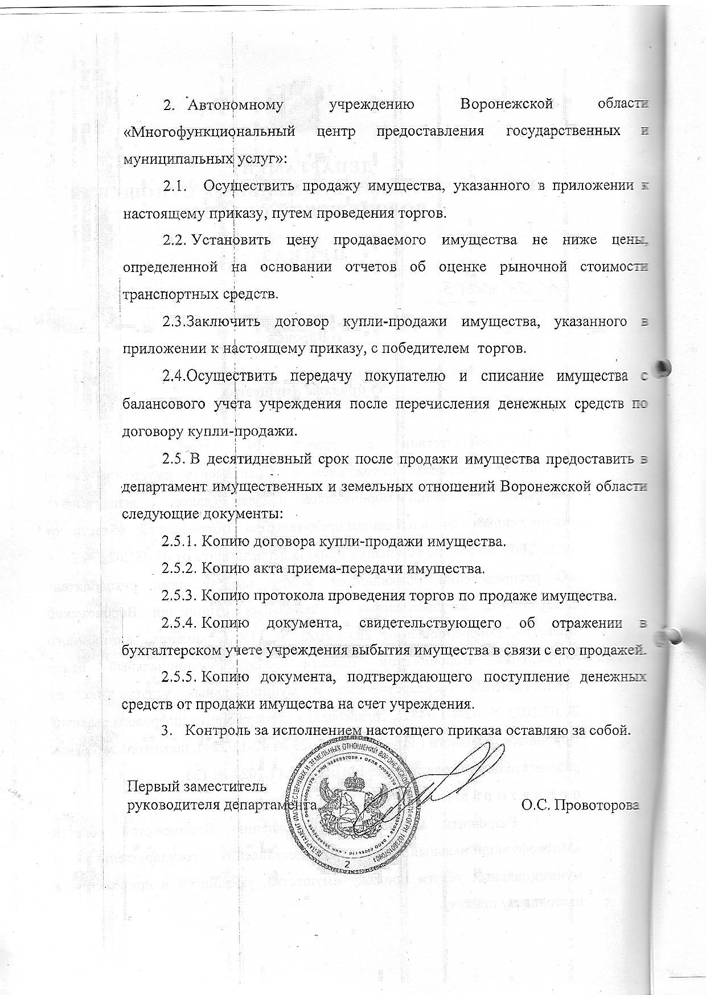 2. Автономному учреждению Воронежской области
«Многофункциональный центр предоставления государственных и
муниципальных услуг»:
2.1. Осуществить продажу имущества, указанного в приложении к
настоящему приказу, путем проведения торгов.
2.2. Установить цену продаваемого имущества не ниже цены,
определенной на основании отчетов об оценке рыночной стоимости
транспортных средств.
2.3.Заключить договор купли-продажи имущества, указанного в
приложении к настоящему приказу, с победителем торгов.
2.4.Осуществить передачу покупателю и списание имущества с
балансового учета учреждения после перечисления денежных средств по
договору купли-продажи.
2.5. В десятидневный срок после продажи имущества предоставить в
департамент имущественных и земельных отношений Воронежской области
следующие документы:
2.5.1. Копию договора купли-продажи имущества.
2.5.2. Копию акта приема-передачи имущества.
2.5.3. Копию протокола проведения торгов по продаже имущества.
2.5.4. Копию документа, свидетельствующего об отражении в
бухгалтерском учете учреждения выбытия имущества в связи с его продажей.
2.5.5. Копию документа, подтверждающего поступление денежных
средств от продажи имущества на счет учреждения.
3. Контроль за исполнением настоящего приказа оставляю за собой.
Первый заместитель
руководителя департамента
О.С. Провоторова
ДЕПАРТАМЕНТ ИМУЩЕСТВЕННЫХ И ЗЕМЕЛЬНЫХ ОТНОШЕНИЙ ВОРОНЕЖСКОЙ ОБЛАСТИ
2